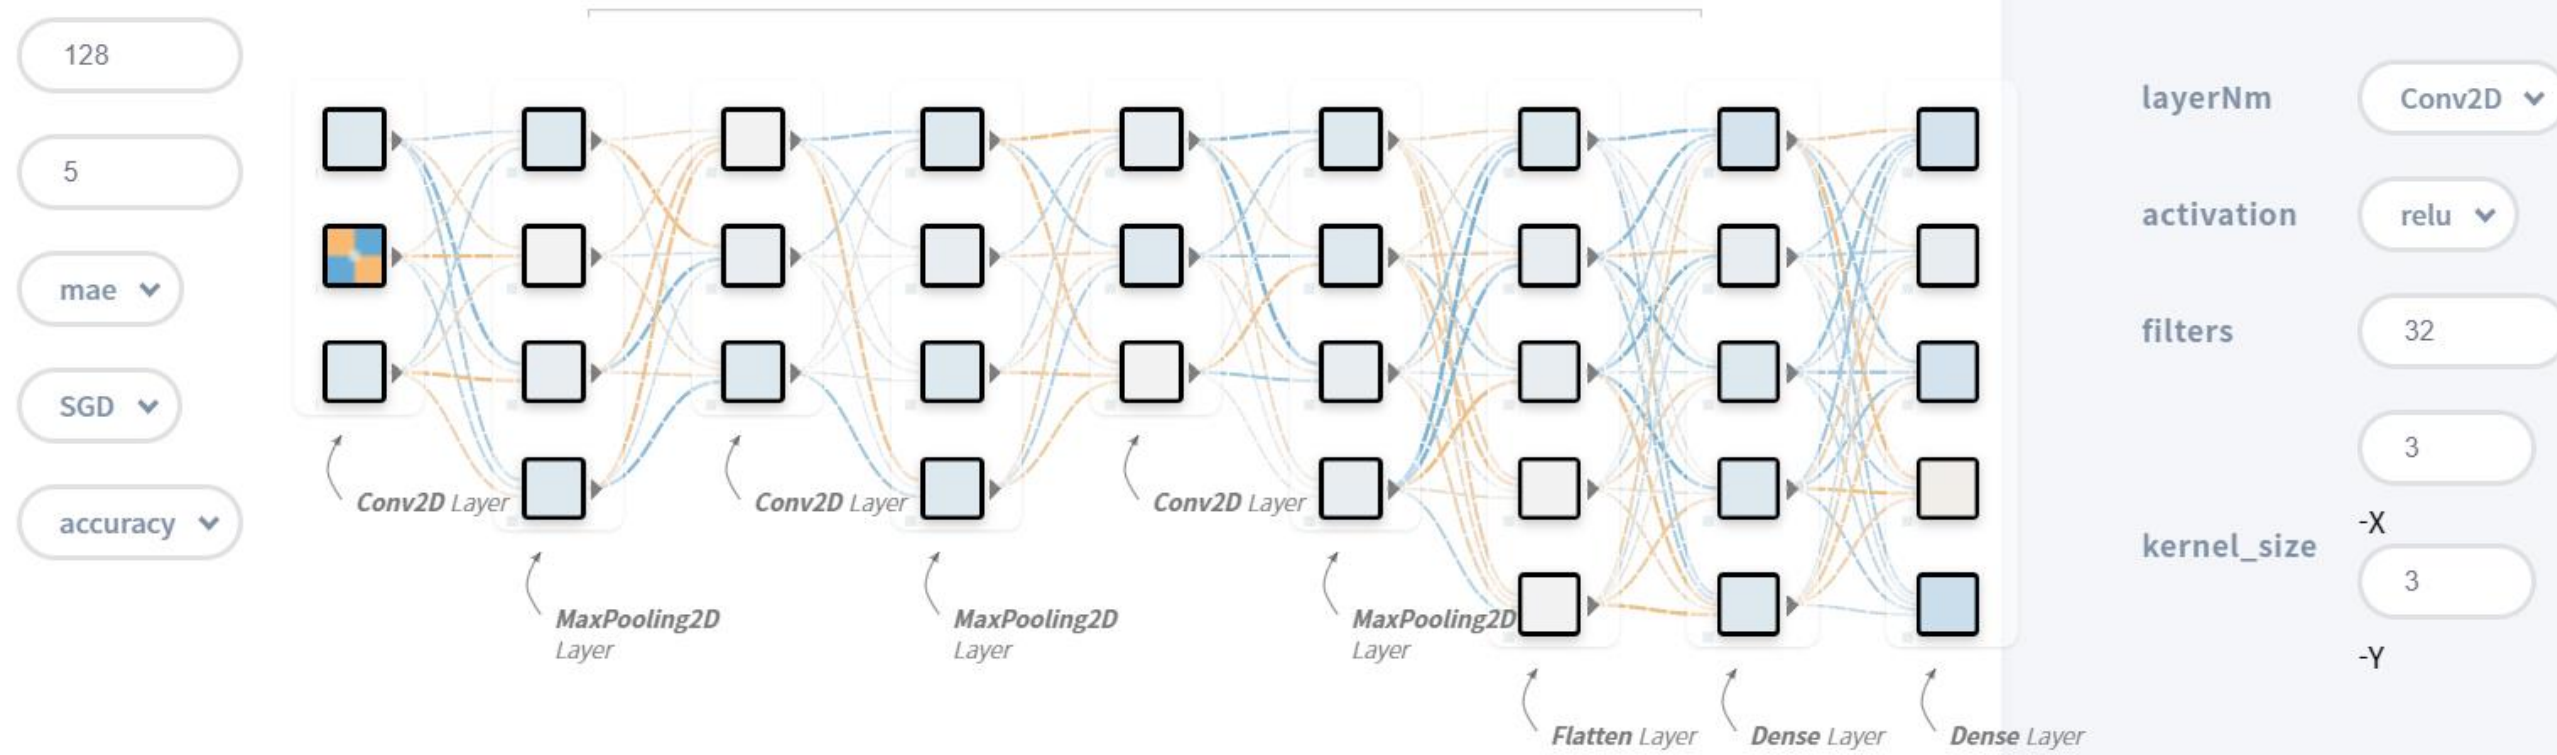 128
5
mae
SGD
accuracy
Conv2D Layer
MaxPooling2D
Layer
Conv2D Layer
MaxPooling2D
Layer
Conv2D Layer
MaxPooling2D
Layer
Flatten Layer
Dense Layer
Dense Layer
layerNm
Conv2D
activation
relu
filters
32
kernel_size
3
-X
3
-Y